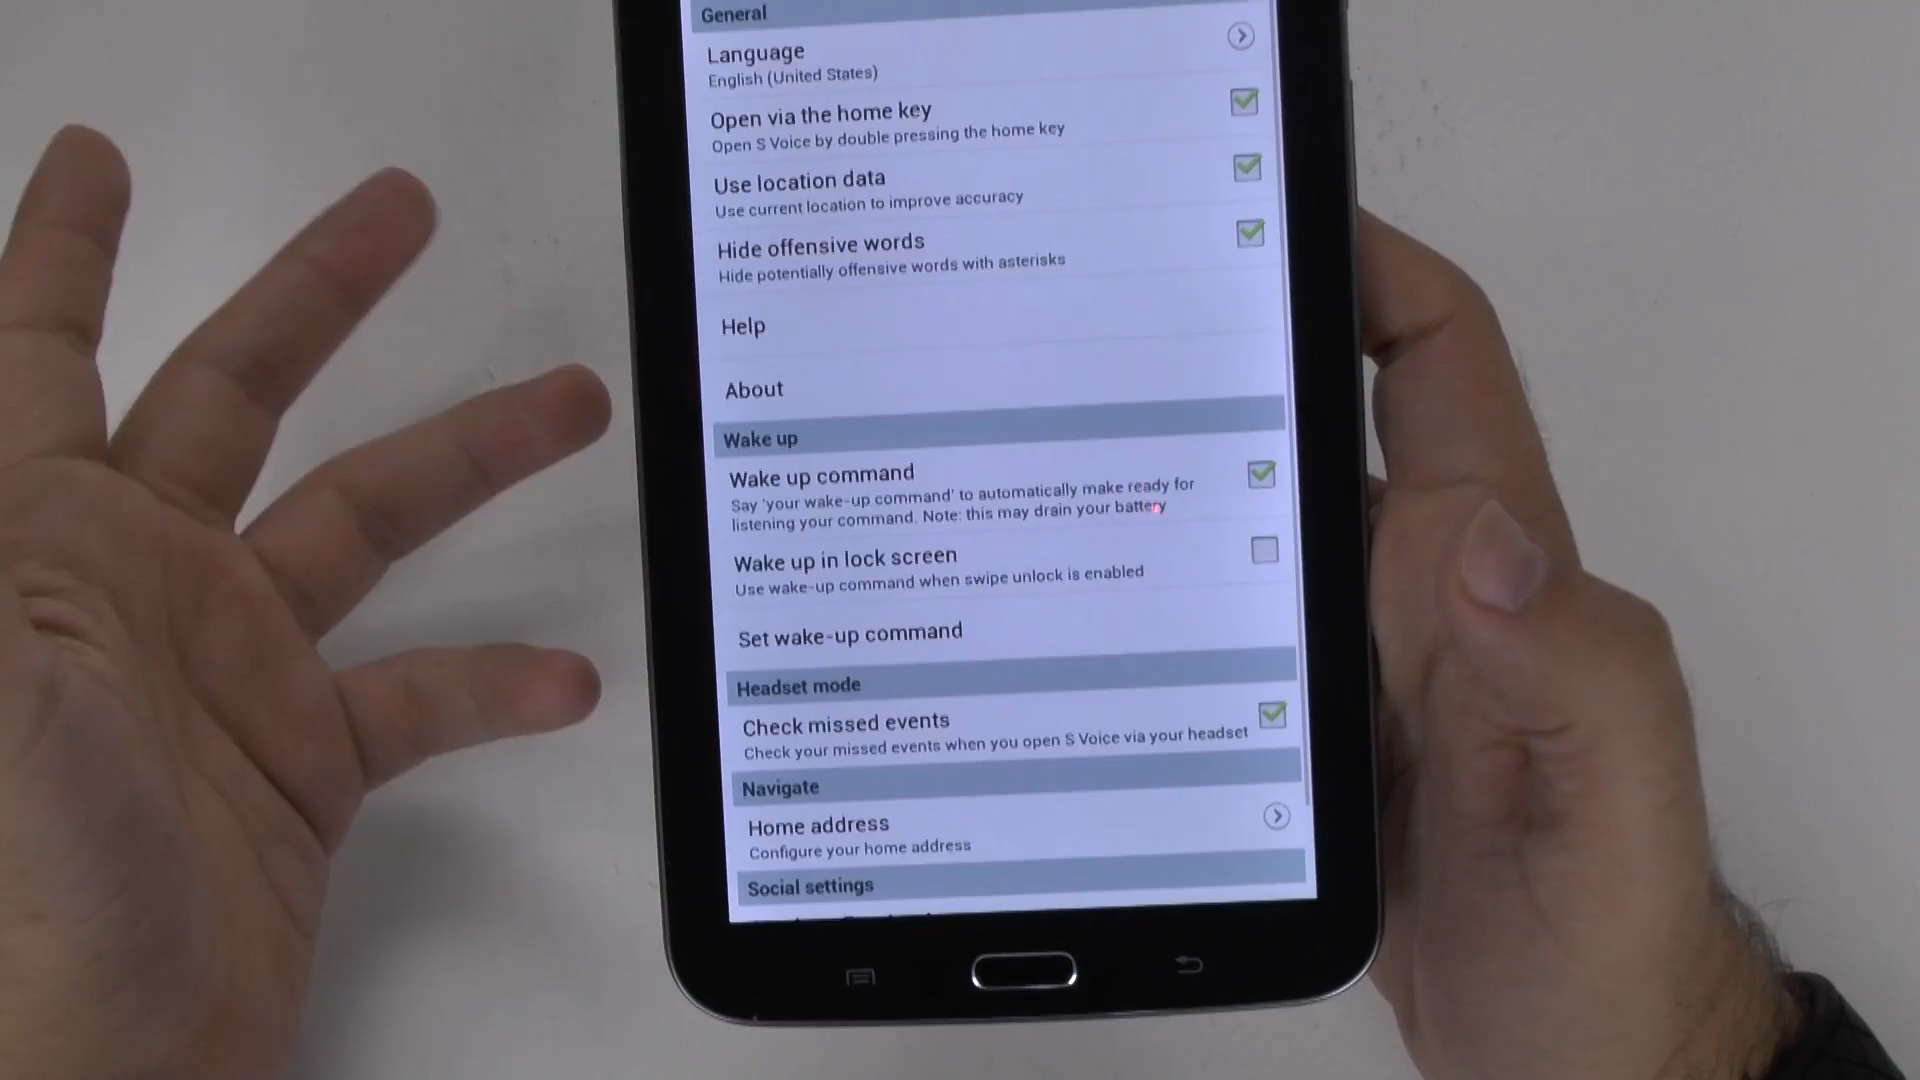 General
Language
English (United States)
Open via the home key
Open S Voice by double pressing the home key
Use location data
Use current location to improve accuracy
Hide offensive words
Hide potentially offensive words with asterisks
Help
About
Wake up
Wake up command
Say 'your wake-up command' to automatically make ready for
listening your command. Note: this may drain your battery
Wake up in lock screen
Use wake-up command when swipe unlock is enabled
Set wake-up command
Headset mode
Check missed events
Check your missed events when you open S Voice via your headset
Navigate
Home address
Configure your home address
Social settings